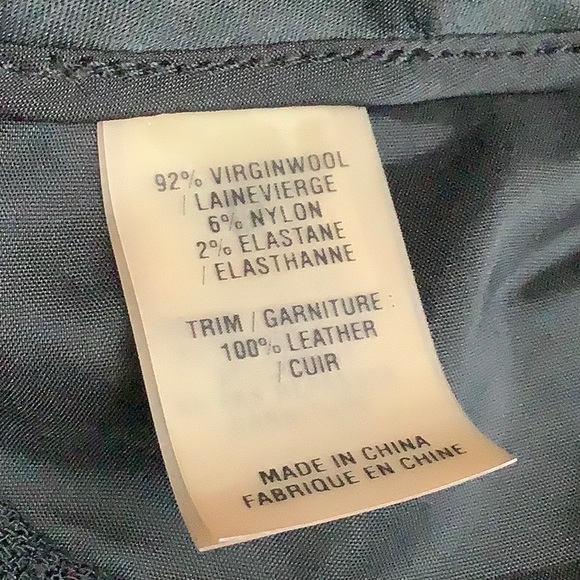 92% VIRGINWOOL
/ LAINEVIERGE
6% NYLON
2% ELASTANE
/ ELASTHANNE
TRIM / GARNITURE :
100% LEATHER
/ CUIR
MADE IN CHINA
FABRIQUE EN CHINE